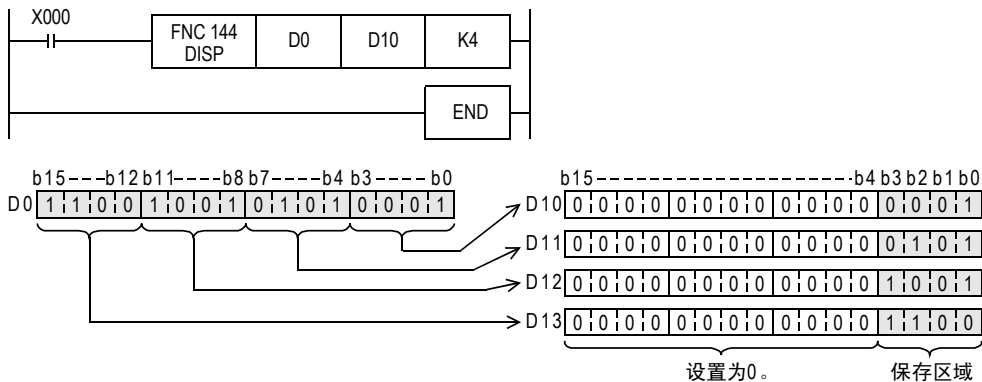 X000
FNC 144 DISP D0 D10 K4
END
b15----b12 b11----b8 b7-----b4 b3-----b0
D0 1 1 0 0 1 0 0 1 0 1 0 1 0 0 0 1
b15--------------------------b4 b3 b2 b1 b0
D10 0 0 0 0 0 0 0 0 0 0 0 0 0 0 0 1
D11 0 0 0 0 0 0 0 0 0 0 0 0 0 1 0 1
D12 0 0 0 0 0 0 0 0 0 0 0 0 1 0 0 1
D13 0 0 0 0 0 0 0 0 0 0 0 0 1 1 0 0
设置为0。 保存区域